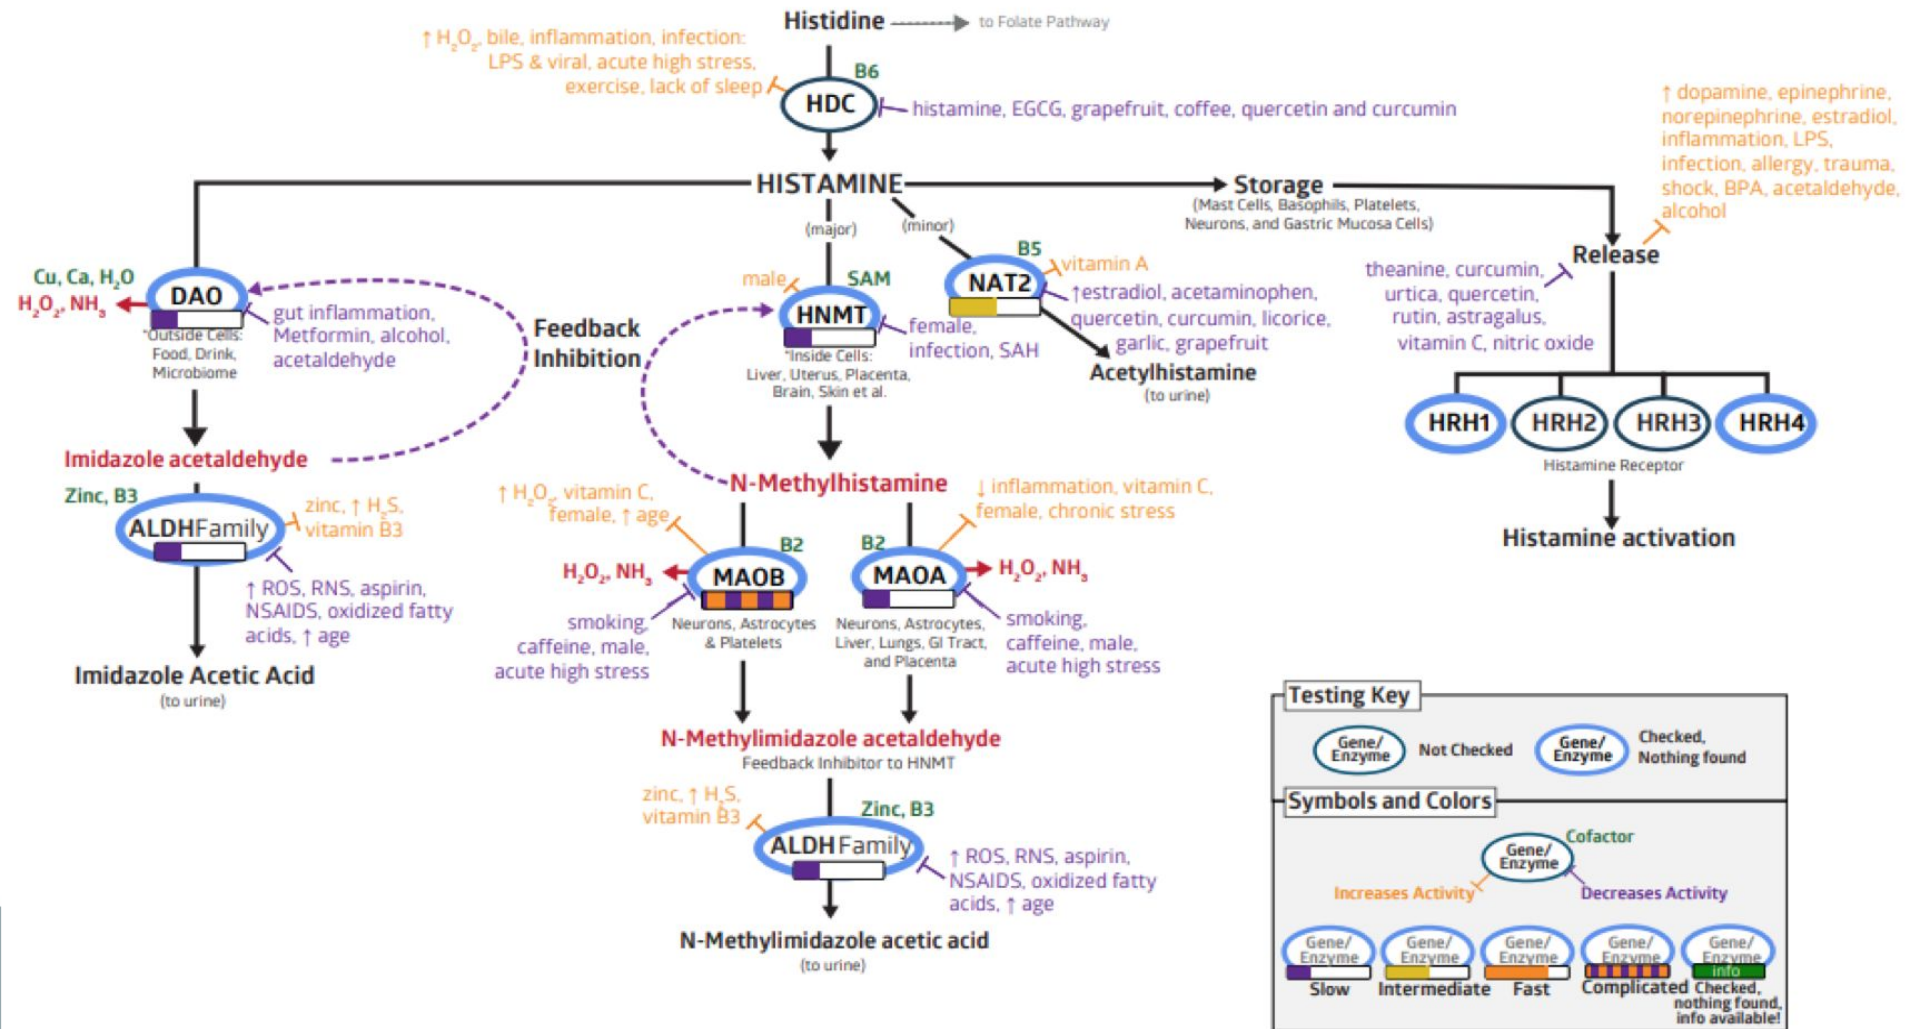 Histidine
to Folate Pathway
↑ H₂O₂, bile, inflammation, infection:
LPS & viral, acute high stress,
exercise, lack of sleep
B6
HDC
histamine, EGCG, grapefruit, coffee, quercetin and curcumin
HISTAMINE
(major)
(minor)
Storage
(Mast Cells, Basophils, Platelets,
Neurons, and Gastric Mucosa Cells)
↑ dopamine, epinephrine,
norepinephrine, estradiol,
inflammation, LPS,
infection, allergy, trauma,
shock, BPA, acetaldehyde,
alcohol
Release
theanine, curcumin,
urtica, quercetin,
rutin, astragalus,
vitamin C, nitric oxide
HRH1
HRH2
HRH3
HRH4
Histamine Receptor
Histamine activation
Cu, Ca, H₂O
H₂O₂, NH₃
DAO
gut inflammation,
Metformin, alcohol,
acetaldehyde
*Outside Cells:
Food, Drink,
Microbiome
Feedback
Inhibition
male
SAM
HNMT
female,
infection, SAH
*Inside Cells:
Liver, Uterus, Placenta,
Brain, Skin et al.
B5
NAT2
vitamin A
↑estradiol, acetaminophen,
quercetin, curcumin, licorice,
garlic, grapefruit
Acetylhistamine
(to urine)
Imidazole acetaldehyde
Zinc, B3
ALDH Family
zinc, ↑ H₂S,
vitamin B3
↑ ROS, RNS, aspirin,
NSAIDS, oxidized fatty
acids, ↑ age
Imidazole Acetic Acid
(to urine)
N-Methylhistamine
↑ H₂O₂, vitamin C,
female, ↑ age
↓ inflammation, vitamin C,
female, chronic stress
B2
H₂O₂, NH₃
MAOB
smoking,
caffeine, male,
acute high stress
Neurons, Astrocytes
& Platelets
B2
MAOA
H₂O₂, NH₃
Neurons, Astrocytes,
Liver, Lungs, GI Tract,
and Placenta
smoking,
caffeine, male,
acute high stress
N-Methylimidazole acetaldehyde
Feedback Inhibitor to HNMT
zinc, ↑ H₂S,
vitamin B3
Zinc, B3
ALDH Family
↑ ROS, RNS, aspirin,
NSAIDS, oxidized fatty
acids, ↑ age
N-Methylimidazole acetic acid
(to urine)
Testing Key
Gene/
Enzyme
Not Checked
Gene/
Enzyme
Checked,
Nothing found
Symbols and Colors
Cofactor
Gene/
Enzyme
Increases Activity
Decreases Activity
Gene/
Enzyme
Slow
Gene/
Enzyme
Intermediate
Gene/
Enzyme
Fast
Gene/
Enzyme
Complicated
Gene/
Enzyme
info
Checked,
nothing found,
info available!